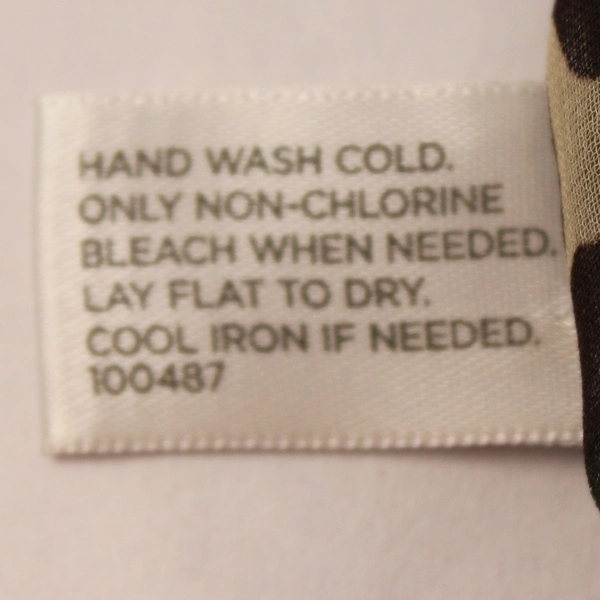 HAND WASH COLD.
ONLY NON-CHLORINE
BLEACH WHEN NEEDED.
LAY FLAT TO DRY.
COOL IRON IF NEEDED.
100487